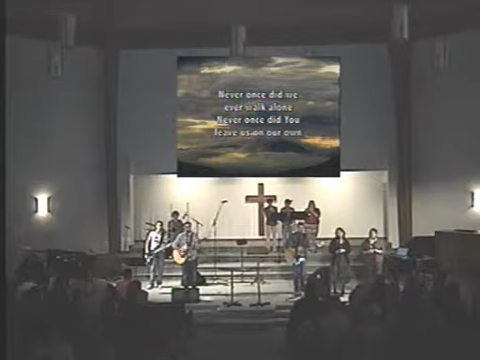 Never once did we
ever walk alone
Never once did You
leave us on our own